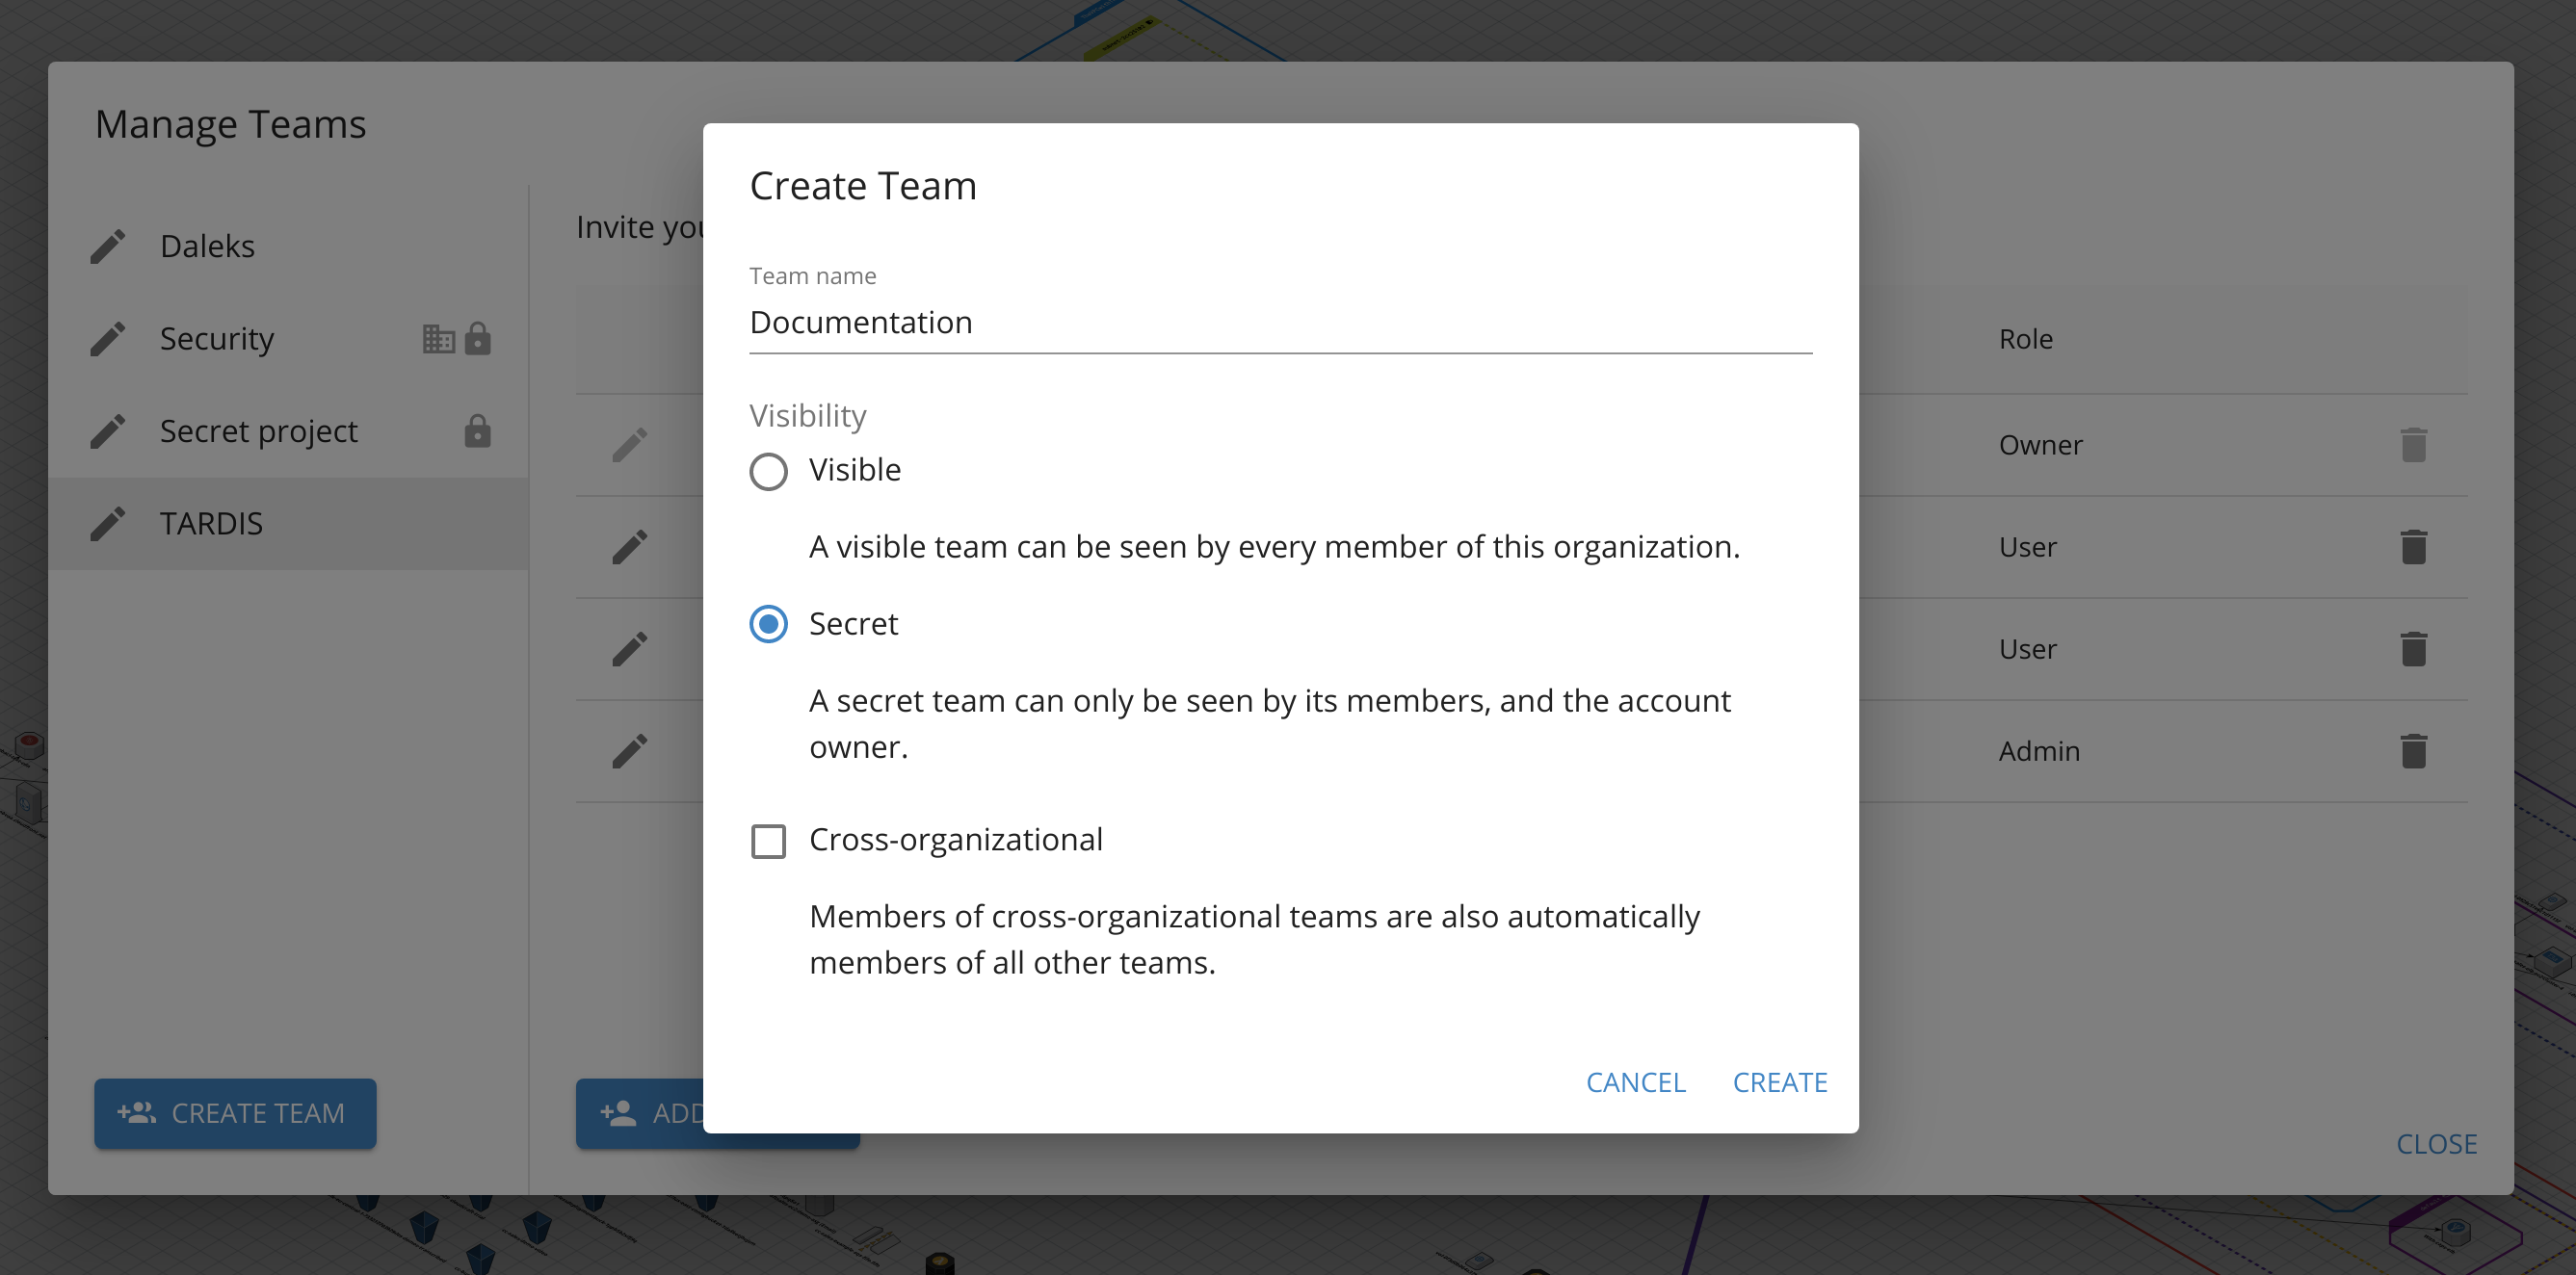 Manage Teams
Daleks
Security
Secret project
TARDIS
CREATE TEAM
Invite
Role
Owner
User
User
Admin
ADD
CLOSE
Create Team
Team name
Documentation
Visibility
Visible
A visible team can be seen by every member of this organization.
Secret
A secret team can only be seen by its members, and the account
owner.
Cross-organizational
Members of cross-organizational teams are also automatically
members of all other teams.
CANCEL
CREATE